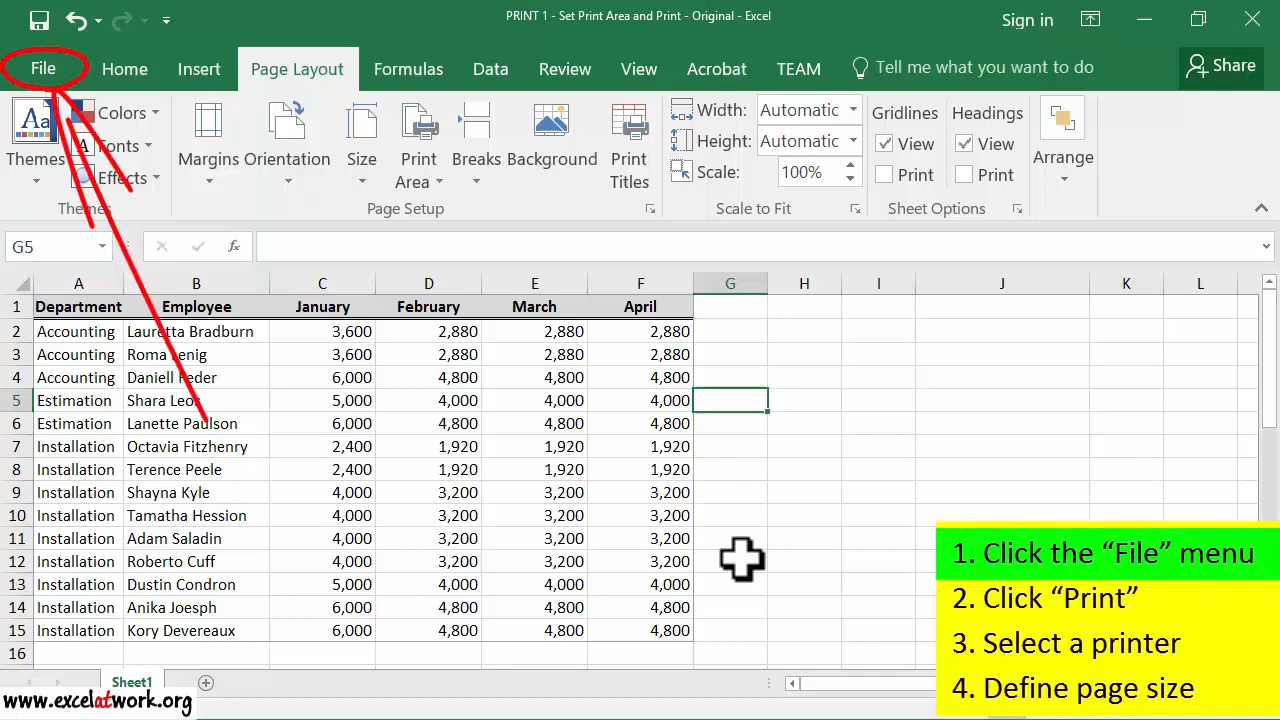 PRINT 1 - Set Print Area and Print - Original - Excel
Sign in
File Home Insert Page Layout Formulas Data Review View Acrobat TEAM Tell me what you want to do Share
Aa Themes
Colors
A Fonts
Effects
Themes
Margins Orientation Size Print Area Breaks Background Print Titles
Page Setup
Width: Automatic
Height: Automatic
Scale: 100%
Scale to Fit
Gridlines Headings
View View
Print Print
Sheet Options
Arrange
G5 fx
A B C D E F G H I J K L
1 Department Employee January February March April
2 Accounting Lauretta Bradburn 3,600 2,880 2,880 2,880
3 Accounting Roma Lenig 3,600 2,880 2,880 2,880
4 Accounting Daniell Feder 6,000 4,800 4,800 4,800
5 Estimation Shara Leos 5,000 4,000 4,000 4,000
6 Estimation Lanette Paulson 6,000 4,800 4,800 4,800
7 Installation Octavia Fitzhenry 2,400 1,920 1,920 1,920
8 Installation Terence Peele 2,400 1,920 1,920 1,920
9 Installation Shayna Kyle 4,000 3,200 3,200 3,200
10 Installation Tamatha Hession 4,000 3,200 3,200 3,200
11 Installation Adam Saladin 4,000 3,200 3,200 3,200
12 Installation Roberto Cuff 4,000 3,200 3,200 3,200
13 Installation Dustin Condron 5,000 4,000 4,000 4,000
14 Installation Anika Joesph 6,000 4,800 4,800 4,800
15 Installation Kory Devereaux 6,000 4,800 4,800 4,800
16
1. Click the “File” menu
2. Click “Print”
3. Select a printer
4. Define page size
Sheet1
www.excelatwork.org